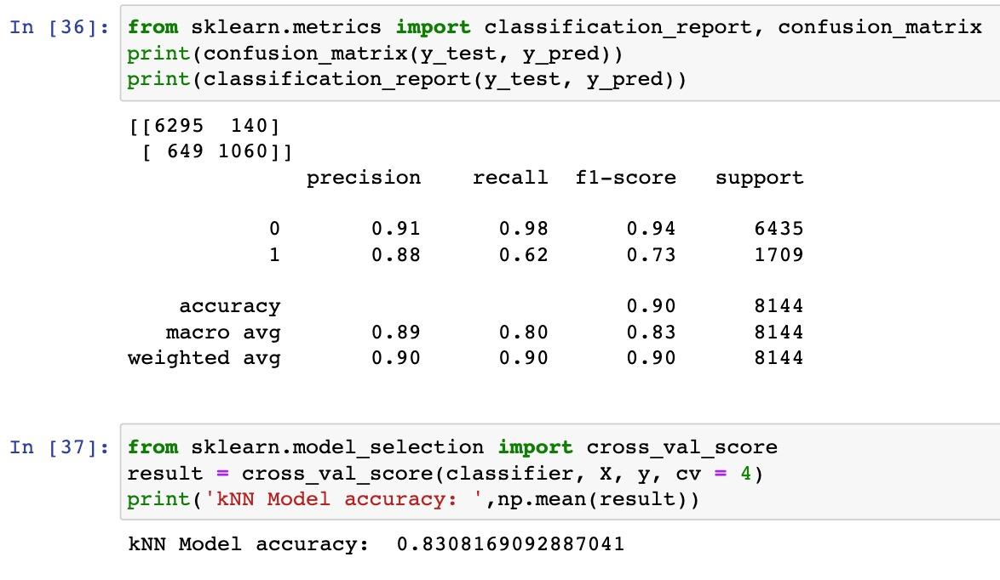 In [36]: from sklearn.metrics import classification_report, confusion_matrix
print(confusion_matrix(y_test, y_pred))
print(classification_report(y_test, y_pred))
[[6295  140]
 [ 649 1060]]
              precision    recall  f1-score   support
           0       0.91      0.98      0.94      6435
           1       0.88      0.62      0.73      1709
    accuracy                           0.90      8144
   macro avg       0.89      0.80      0.83      8144
weighted avg       0.90      0.90      0.90      8144
In [37]: from sklearn.model_selection import cross_val_score
result = cross_val_score(classifier, X, y, cv = 4)
print('kNN Model accuracy: ',np.mean(result))
kNN Model accuracy:  0.8308169092887041